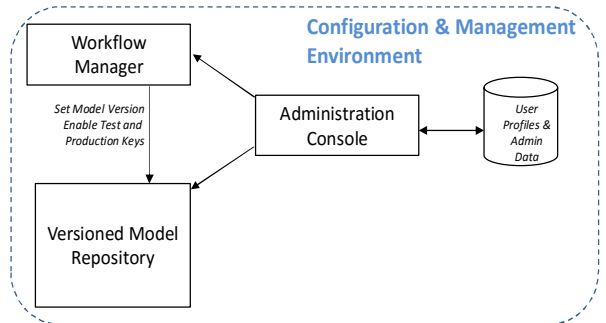 Configuration & Management
Environment
Workflow
Manager
Set Model Version
Enable Test and
Production Keys
Administration
Console
User
Profiles &
Admin
Data
Versioned Model
Repository